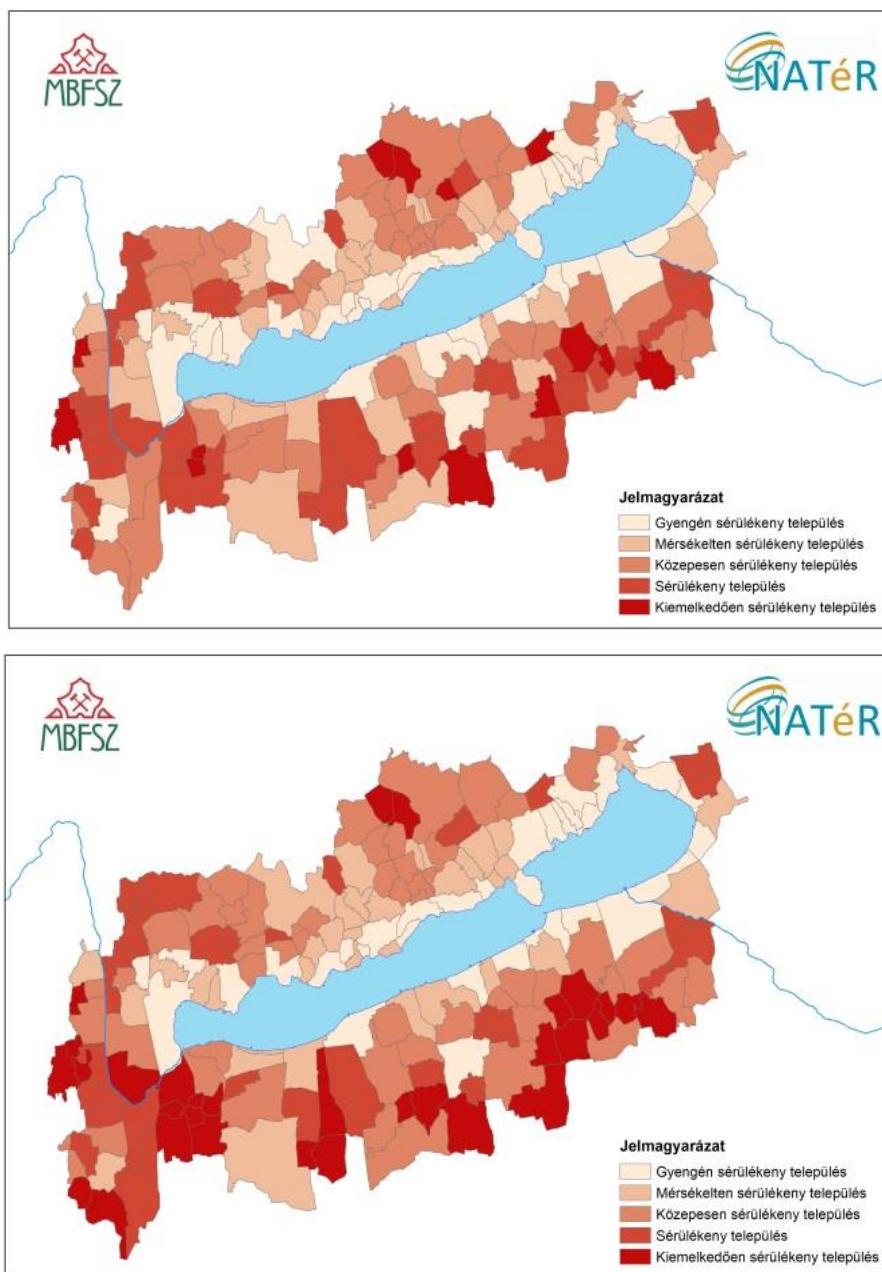 MBFSZ
NATéR
Jelmagyarázat
Gyengén sérülékeny település
Mérsékelten sérülékeny település
Közepesen sérülékeny település
Sérülékeny település
Kiemelkedően sérülékeny település
MBFSZ
NATéR
Jelmagyarázat
Gyengén sérülékeny település
Mérsékelten sérülékeny település
Közepesen sérülékeny település
Sérülékeny település
Kiemelkedően sérülékeny település